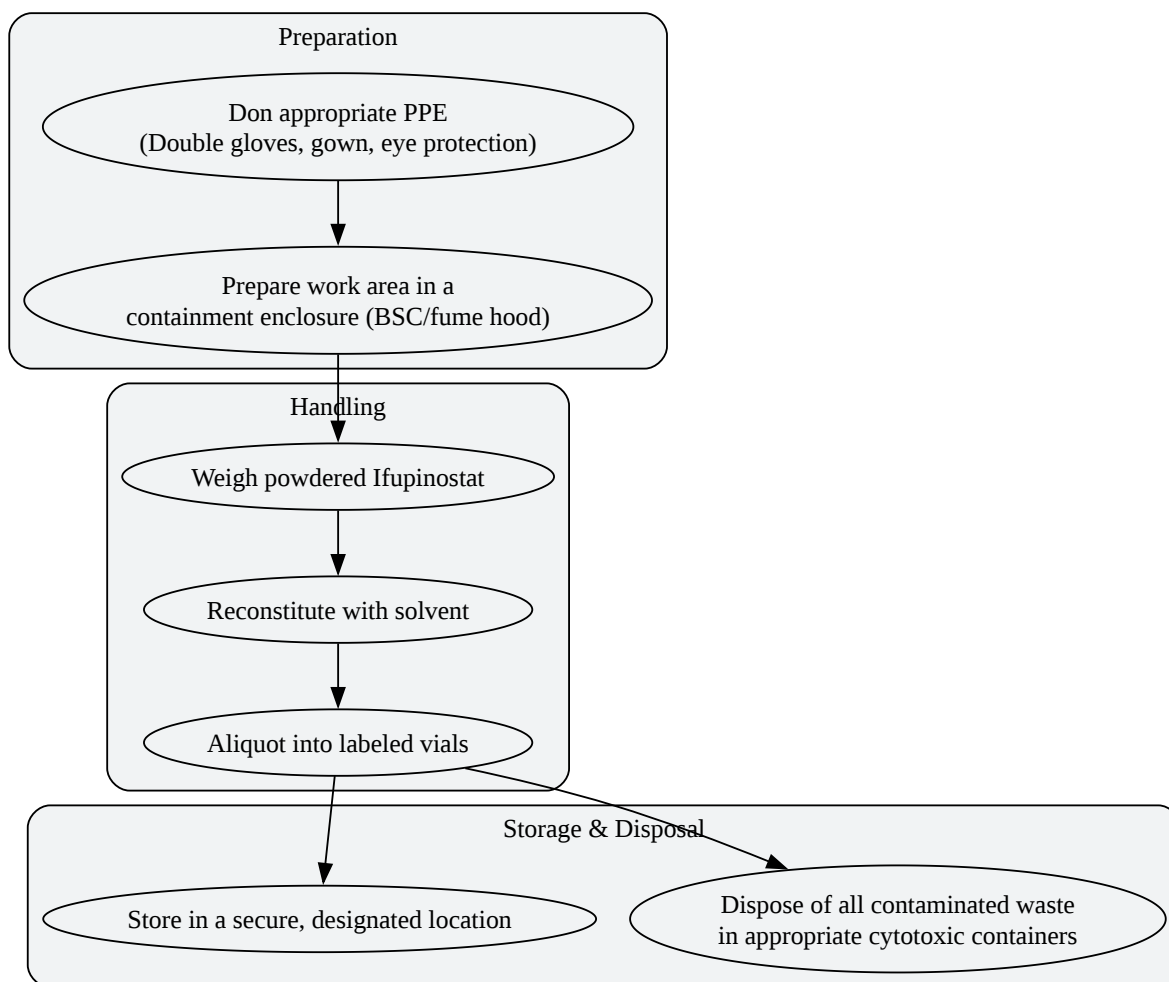 Preparation
Don appropriate PPE
(Double gloves, gown, eye protection)
Prepare work area in a
containment enclosure (BSC/fume hood)
Handling
Weigh powdered Ifupinostat
Reconstitute with solvent
Aliquot into labeled vials
Storage & Disposal
Store in a secure, designated location
Dispose of all contaminated waste
in appropriate cytotoxic containers